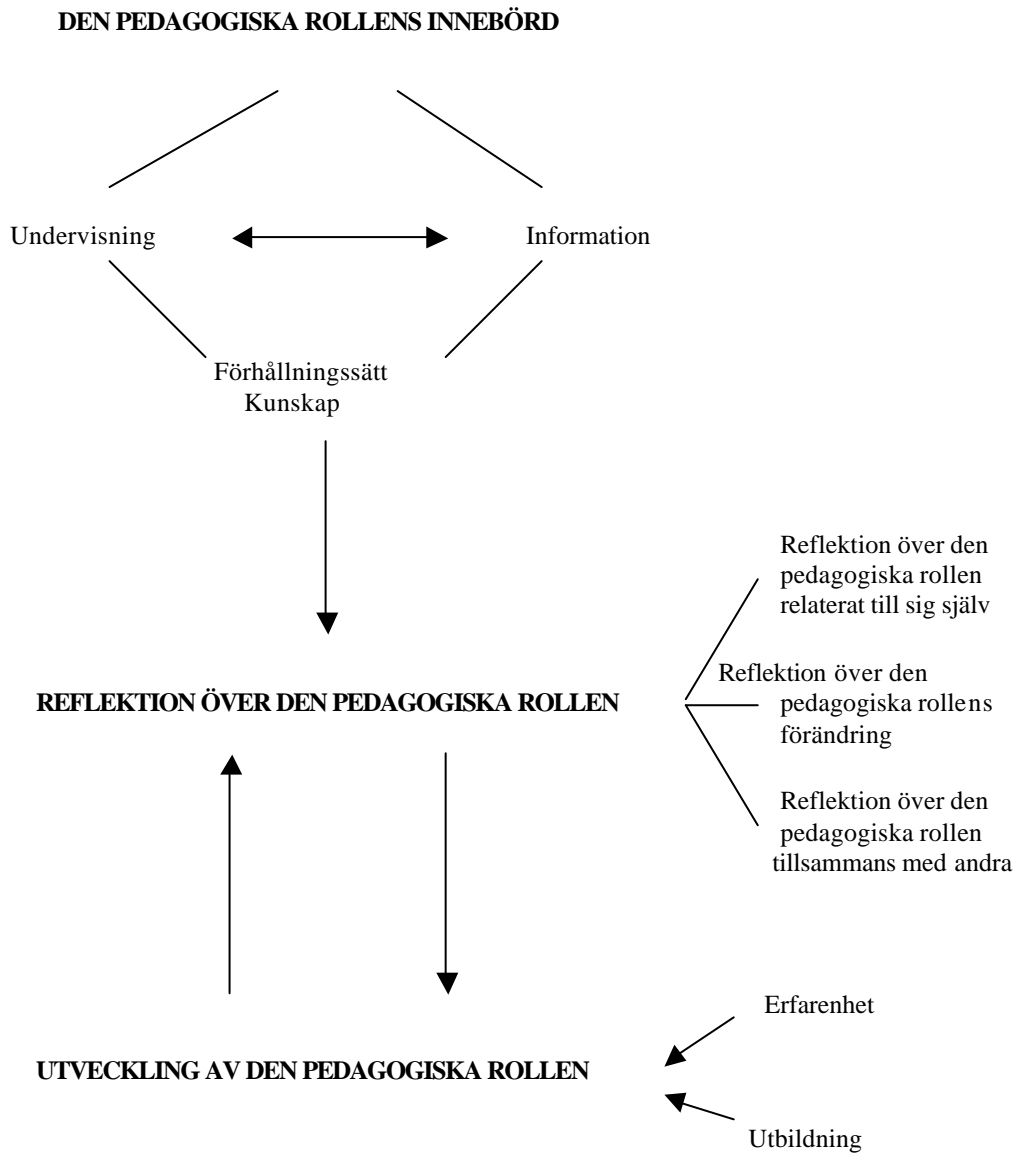 DEN PEDAGOGISKA ROLLENS INNEBÖRD
Undervisning
Information
Förhållningssätt
Kunskap
Reflektion över den
pedagogiska rollen
relaterat till sig själv
REFLEKTION ÖVER DEN PEDAGOGISKA ROLLEN
Reflektion över den
pedagogiska rollens
förändring
Reflektion över den
pedagogiska rollen
tillsammans med andra
Erfarenhet
UTVECKLING AV DEN PEDAGOGISKA ROLLEN
Utbildning